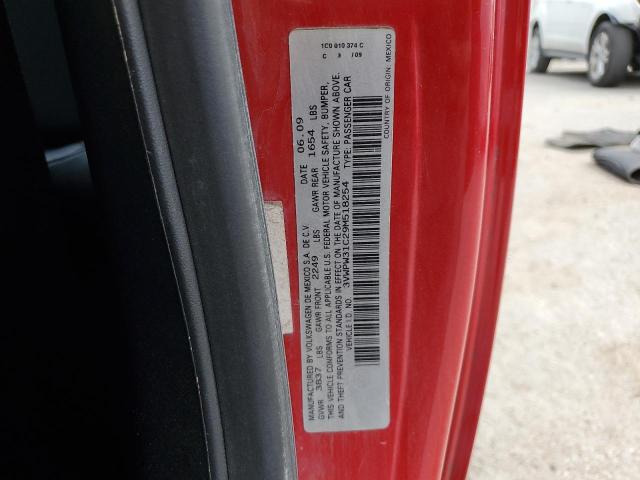 1C0 010 374 C
C 3 /09
MANUFACTURED BY VOLKSWAGEN DE MEXICO S.A. DE C.V. DATE 06.09
GVWR 3837 LBS GAWR FRONT 2249 LBS GAWR REAR 1654 LBS
THIS VEHICLE CONFORMS TO ALL APPLICABLE U.S. FEDERAL MOTOR VEHICLE SAFETY, BUMPER,
AND THEFT PREVENTION STANDARDS IN EFFECT ON THE DATE OF MANUFACTURE SHOWN ABOVE.
VEHICLE I D. NO. 3VWPW31C29M518254 TYPE: PASSENGER CAR
COUNTRY OF ORIGIN: MEXICO